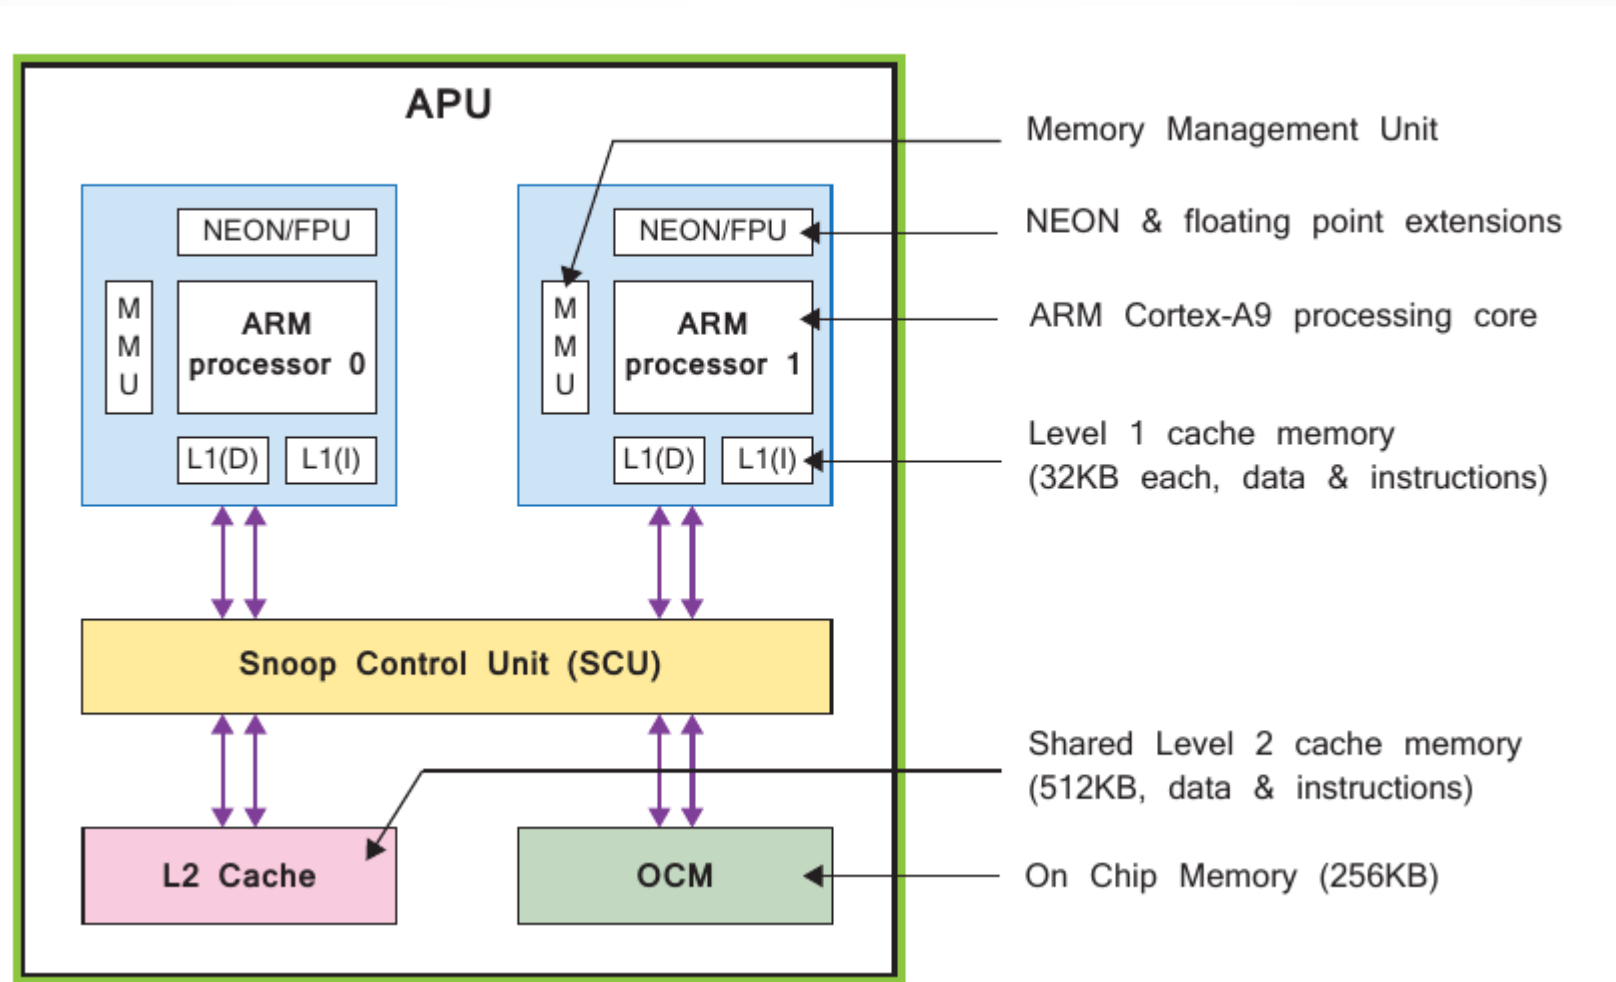 APU
Memory Management Unit
NEON/FPU
NEON/FPU
NEON & floating point extensions
M
M
U
ARM
processor 0
M
M
U
ARM
processor 1
ARM Cortex-A9 processing core
L1(D)
L1(I)
L1(D)
L1(I)
Level 1 cache memory
(32KB each, data & instructions)
Snoop Control Unit (SCU)
Shared Level 2 cache memory
(512KB, data & instructions)
L2 Cache
OCM
On Chip Memory (256KB)